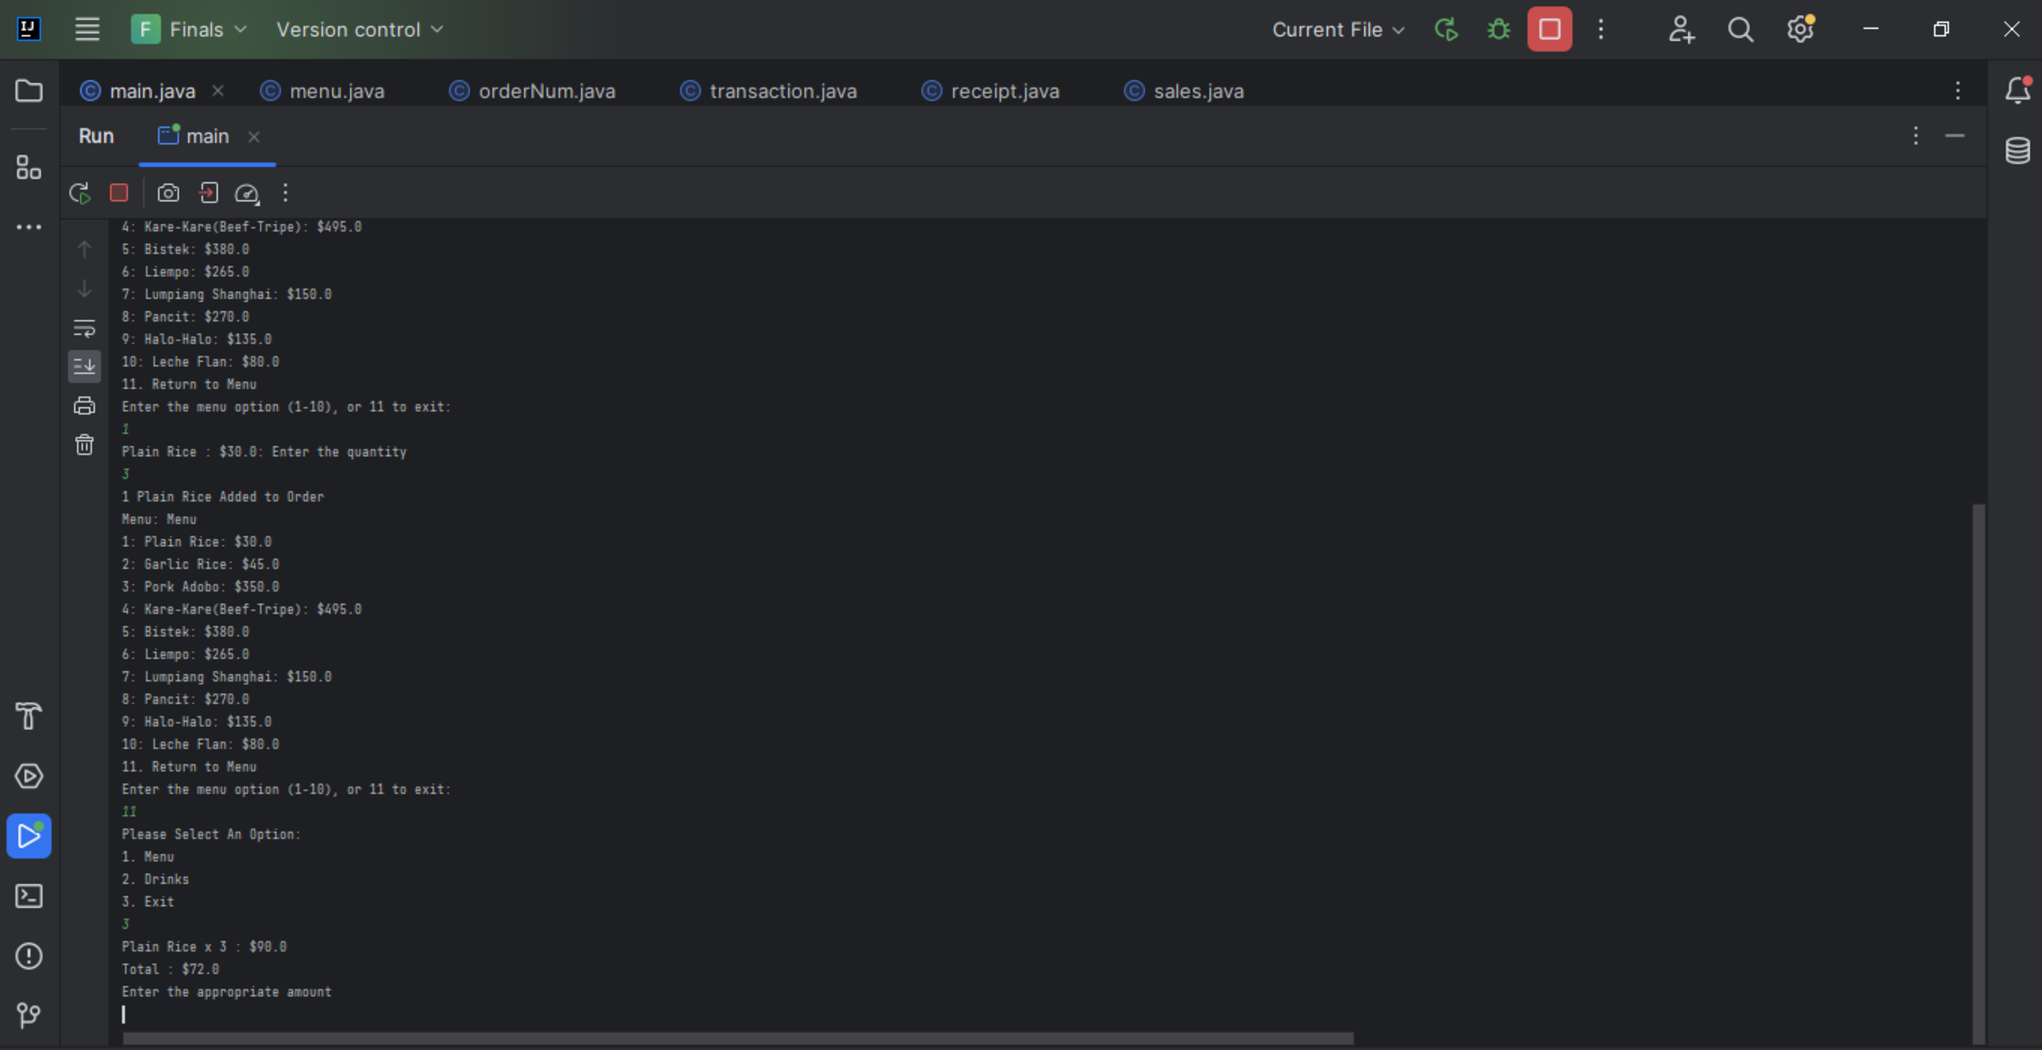 IJ
F Finals Version control Current File
main.java menu.java orderNum.java transaction.java receipt.java sales.java
Run main
4: Kare-Kare(Beef-Tripe): $495.0
5: Bistek: $380.0
6: Liempo: $265.0
7: Lumpiang Shanghai: $150.0
8: Pancit: $270.0
9: Halo-Halo: $135.0
10: Leche Flan: $80.0
11. Return to Menu
Enter the menu option (1-10), or 11 to exit:
1
Plain Rice : $30.0: Enter the quantity
3
1 Plain Rice Added to Order
Menu: Menu
1: Plain Rice: $30.0
2: Garlic Rice: $45.0
3: Pork Adobo: $350.0
4: Kare-Kare(Beef-Tripe): $495.0
5: Bistek: $380.0
6: Liempo: $265.0
7: Lumpiang Shanghai: $150.0
8: Pancit: $270.0
9: Halo-Halo: $135.0
10: Leche Flan: $80.0
11. Return to Menu
Enter the menu option (1-10), or 11 to exit:
11
Please Select An Option:
1. Menu
2. Drinks
3. Exit
3
Plain Rice x 3 : $90.0
Total : $72.0
Enter the appropriate amount